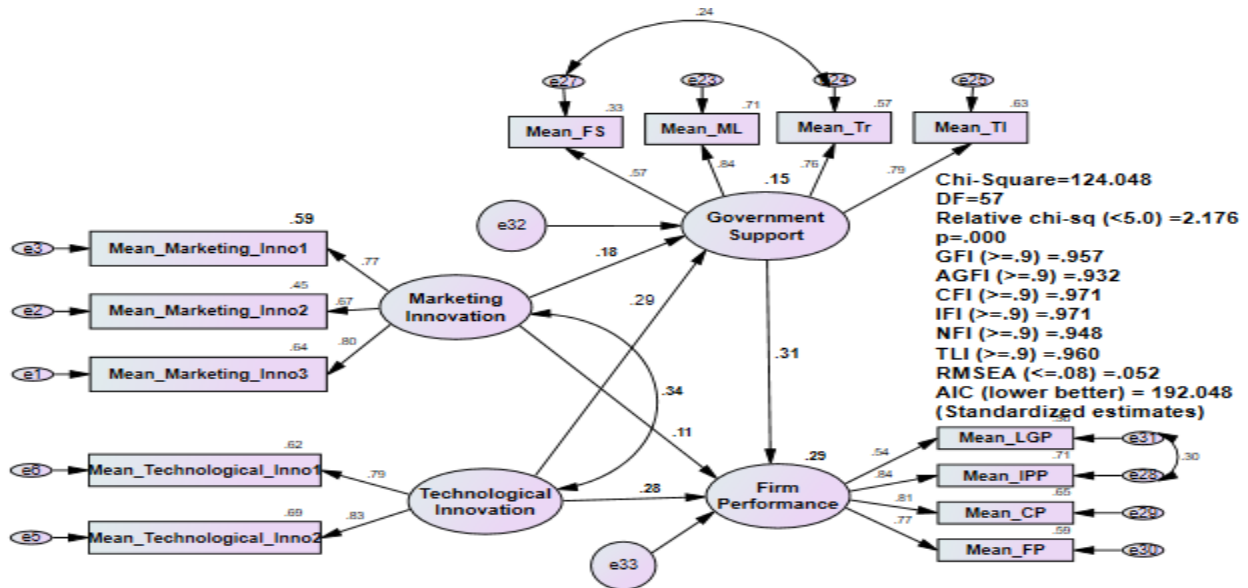 .24
e27
e23
e24
e25
.33
.71
.57
.63
Mean_FS
Mean_ML
Mean_Tr
Mean_TI
.57
.84
.76
.79
.15
Government
Support
e32
Chi-Square=124.048
DF=57
Relative chi-sq (<5.0) =2.176
p=.000
GFI (>=.9) =.957
AGFI (>=.9) =.932
CFI (>=.9) =.971
IFI (>=.9) =.971
NFI (>=.9) =.948
TLI (>=.9) =.960
RMSEA (<=.08) =.052
AIC (lower better) = 192.048
(Standardized estimates)
.59
e3
Mean_Marketing_Inno1
.77
.18
.45
e2
Mean_Marketing_Inno2
.67
Marketing
Innovation
.29
.64
e1
Mean_Marketing_Inno3
.80
.31
.34
.11
.62
e6
Mean_Technological_Inno1
.79
.69
e5
Mean_Technological_Inno2
.83
Technological
Innovation
.28
.29
Firm
Performance
e33
.54
Mean_LGP
e31
.30
.84
.71
Mean_IPP
e28
.81
.65
Mean_CP
e29
.77
.59
Mean_FP
e30